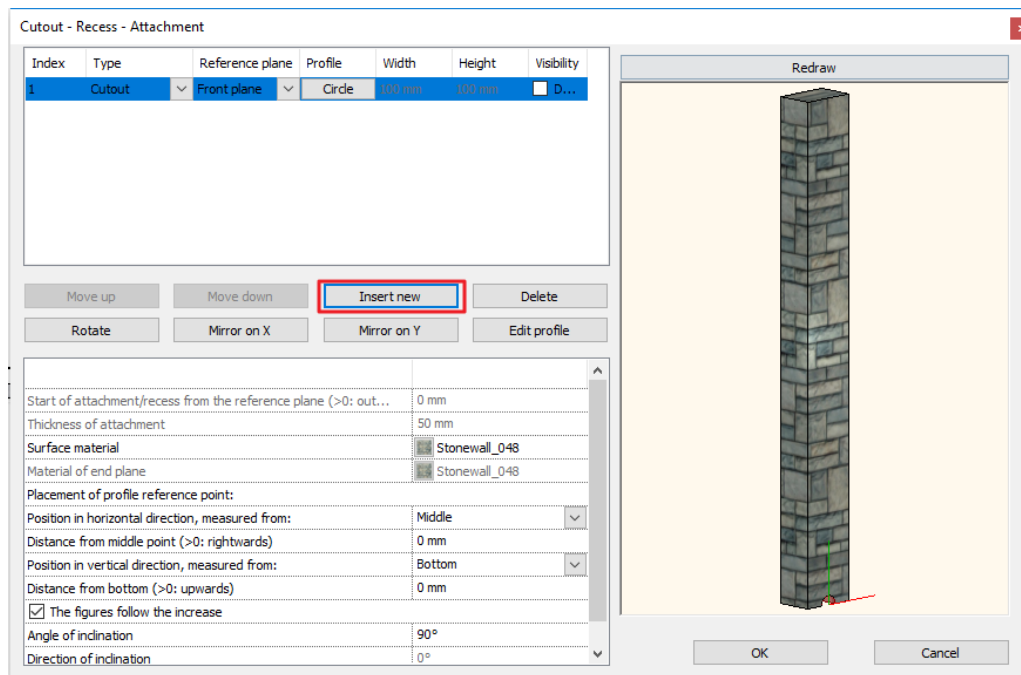 Cutout - Recess - Attachment
Index Type Reference plane Profile Width Height Visibility
1 Cutout Front plane Circle 100 mm 100 mm D...
Redraw
Move up Move down Insert new Delete
Rotate Mirror on X Mirror on Y Edit profile
Start of attachment/recess from the reference plane (>0: out... 0 mm
Thickness of attachment 50 mm
Surface material Stonewall_048
Material of end plane Stonewall_048
Placement of profile reference point:
Position in horizontal direction, measured from: Middle
Distance from middle point (>0: rightwards) 0 mm
Position in vertical direction, measured from: Bottom
Distance from bottom (>0: upwards) 0 mm
The figures follow the increase
Angle of inclination 90°
Direction of inclination 0°
OK Cancel